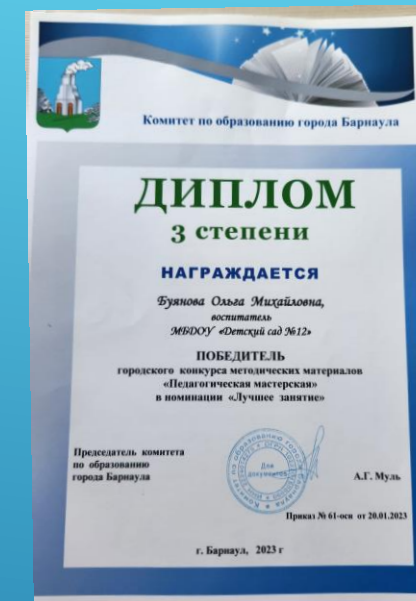 Комитет по образованию города Барнаула
ДИПЛОМ
3 степени
НАГРАЖДАЕТСЯ
Буянова Ольга Михайловна,
воспитатель
МБДОУ «Детский сад №12»
ПОБЕДИТЕЛЬ
городского конкурса методических материалов
«Педагогическая мастерская»
в номинации «Лучшее занятие»
Председатель комитета
по образованию
города Барнаула
Для
документов
А.Г. Муль
Приказ № 61-осн от 20.01.2023
г. Барнаул, 2023 г